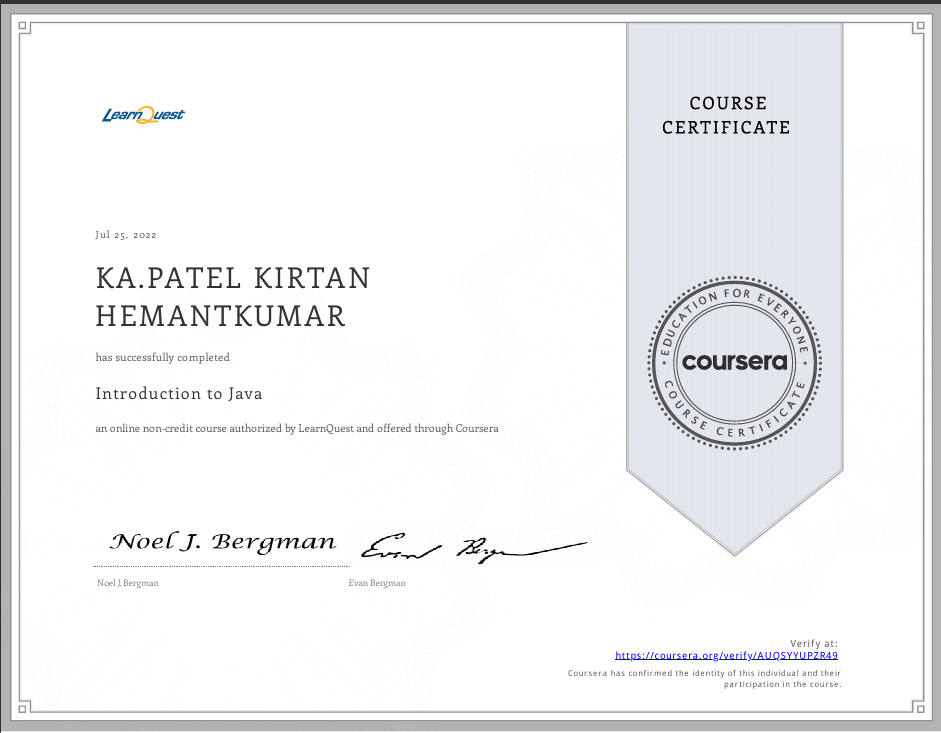 LearnQuest
COURSE
CERTIFICATE
Jul 25, 2022
KA.PATEL KIRTAN
HEMANTKUMAR
has successfully completed
Introduction to Java
an online non-credit course authorized by LearnQuest and offered through Coursera
EDUCATION FOR EVERYONE
coursera
COURSE CERTIFICATE
Noel J. Bergman
Evan Bergman
Noel J. Bergman
Evan Bergman
Verify at:
https://coursera.org/verify/AUQSYYUPZR49
Coursera has confirmed the identity of this individual and their
participation in the course.